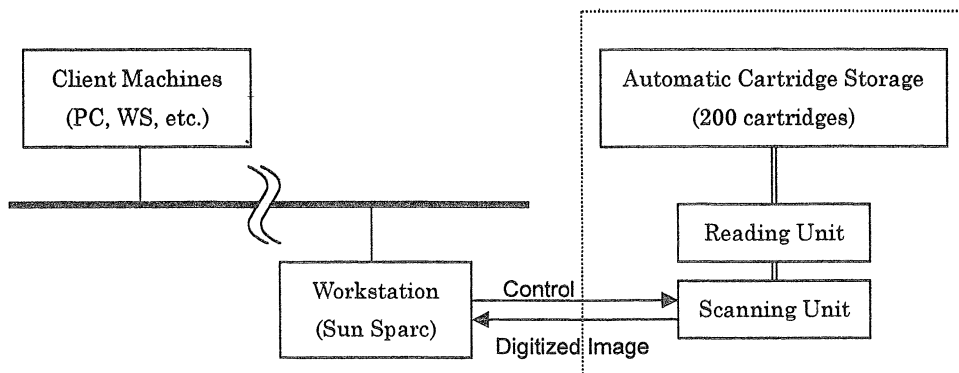 Client Machines
(PC, WS, etc.)
Automatic Cartridge Storage
(200 cartridges)
Reading Unit
Workstation
(Sun Sparc)
Control
Scanning Unit
Digitized Image